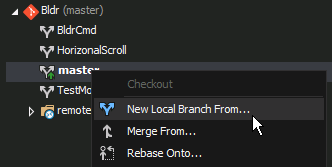 Bldr (master)
BldrCmd
HorizonalScroll
master
TestMo
remote
Checkout
New Local Branch From...
Merge From...
Rebase Onto...